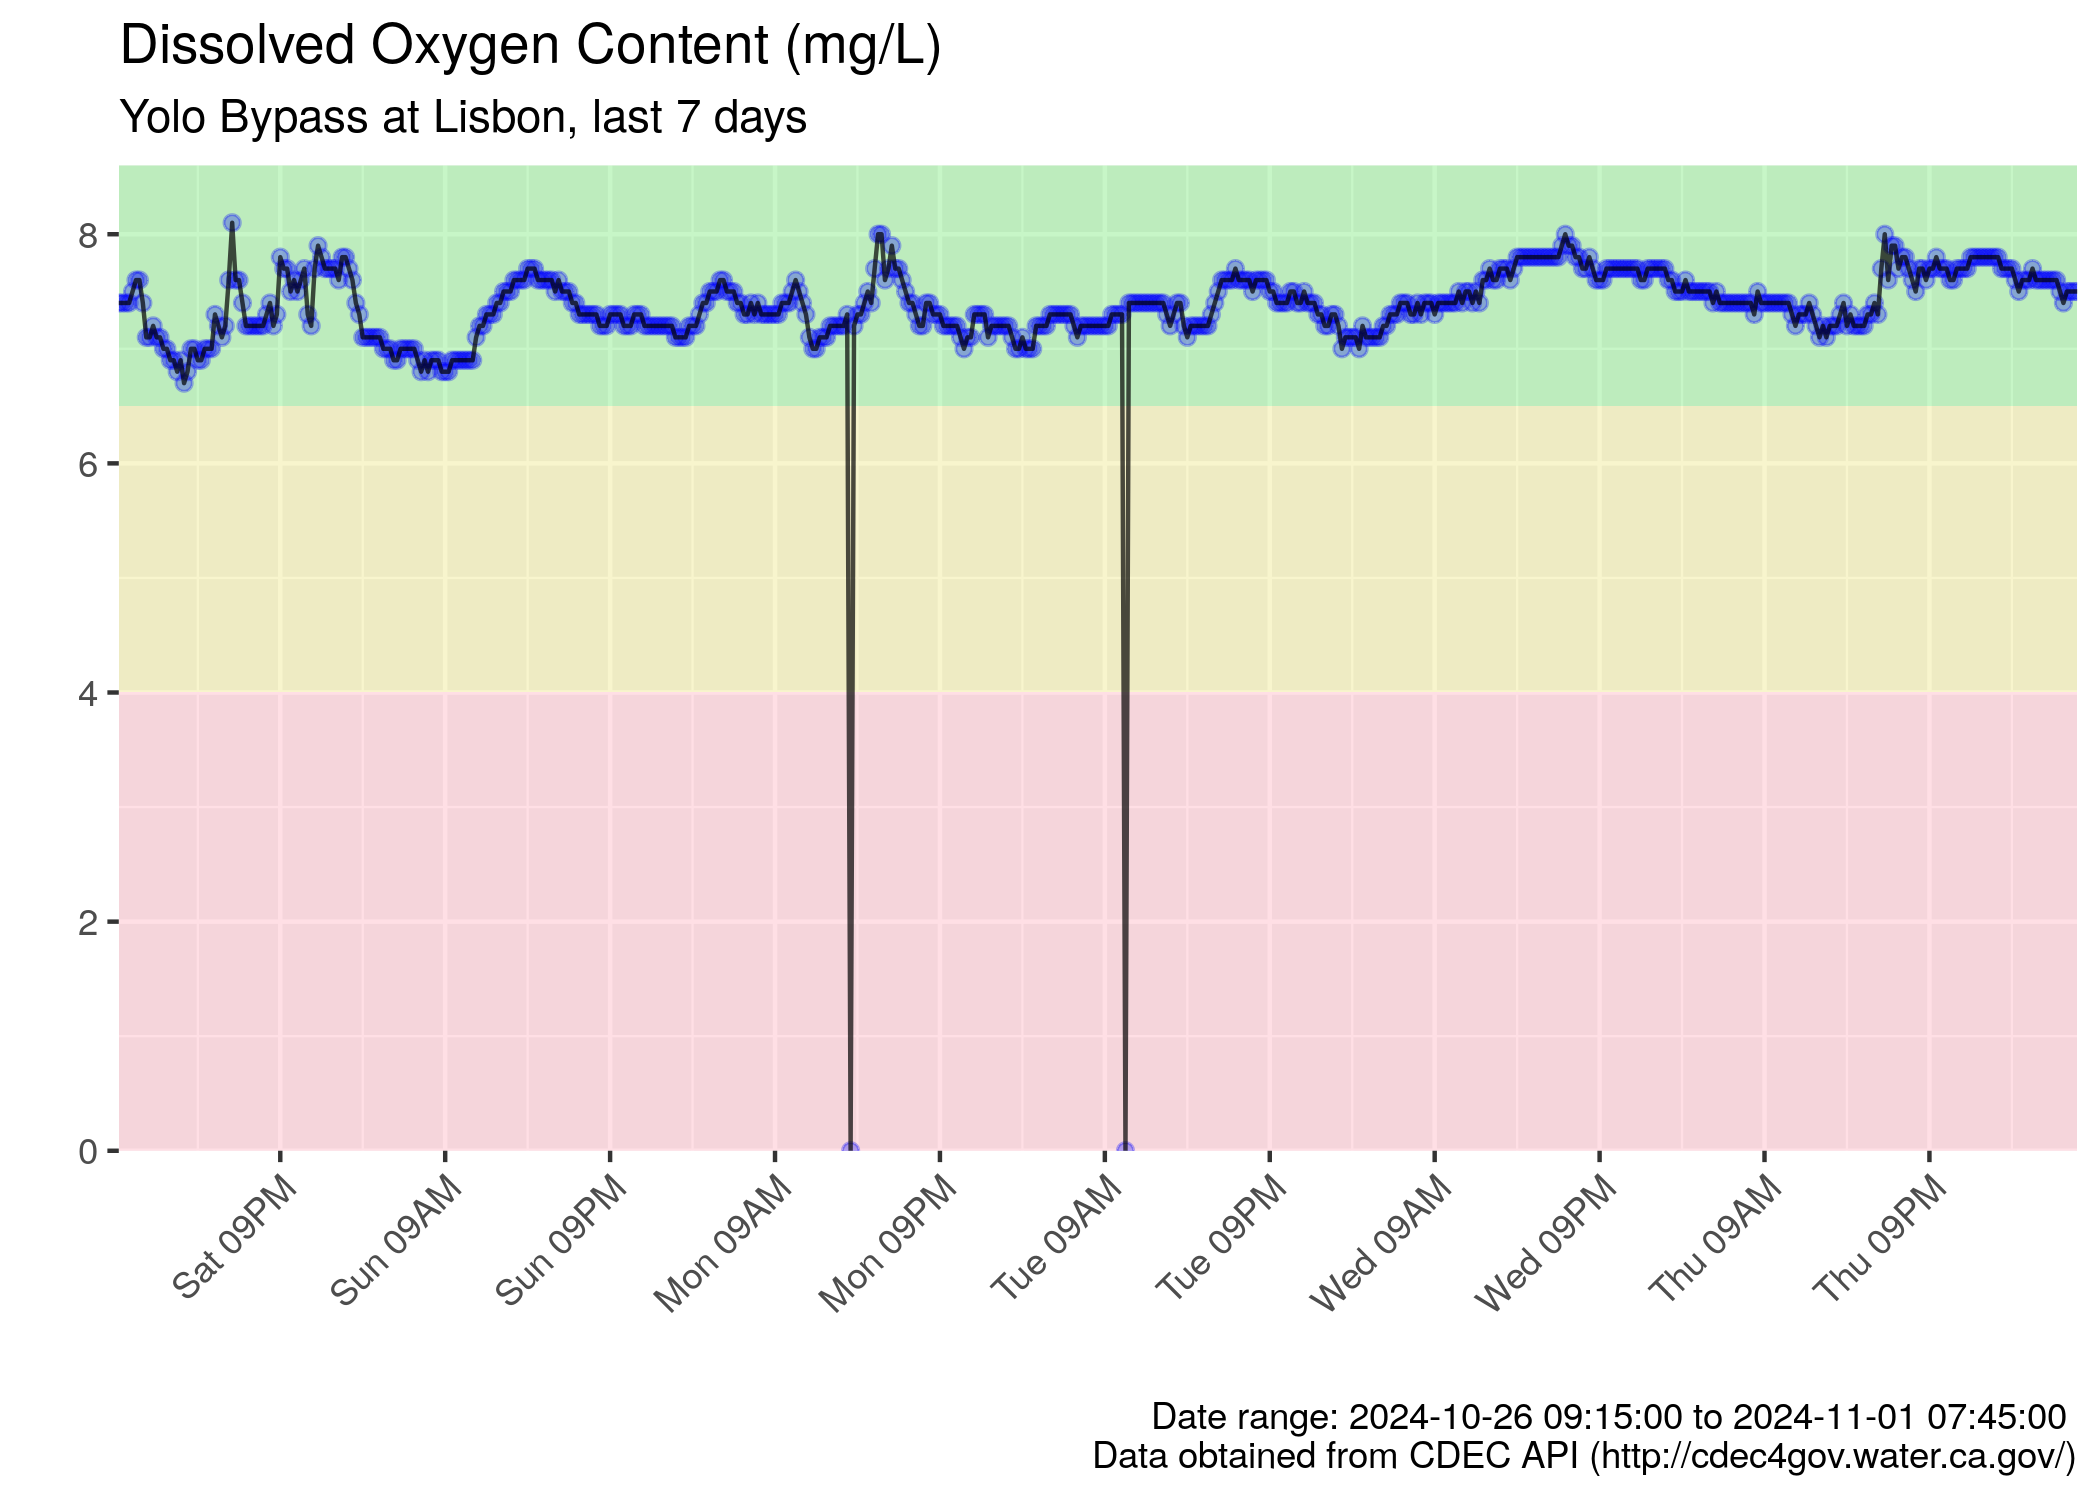 Dissolved Oxygen Content (mg/L)
Yolo Bypass at Lisbon, last 7 days
8
6
4
2
0
Sat 09PM
Sun 09AM
Sun 09PM
Mon 09AM
Mon 09PM
Tue 09AM
Tue 09PM
Wed 09AM
Wed 09PM
Thu 09AM
Thu 09PM
Date range: 2024-10-26 09:15:00 to 2024-11-01 07:45:00
Data obtained from CDEC API (http://cdec4gov.water.ca.gov/)